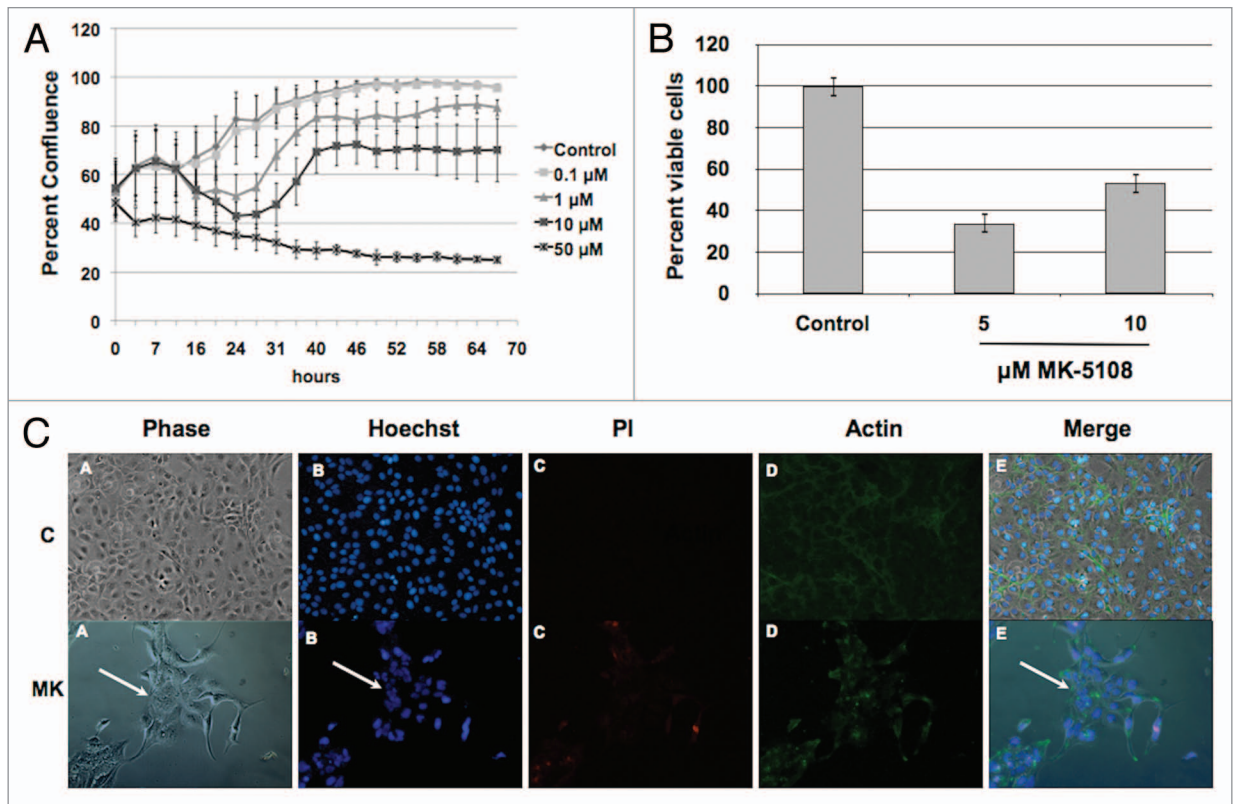 A
120
100
80
60
40
20
0
Percent Confluence
0 7 16 24 31 40 46 52 58 64 70
hours
Control
0.1 µM
1 µM
10 µM
50 µM
B
120
100
80
60
40
20
0
Percent viable cells
Control 5 10
µM MK-5108
C
Phase Hoechst PI Actin Merge
C
A B C D E
MK
A B C D E